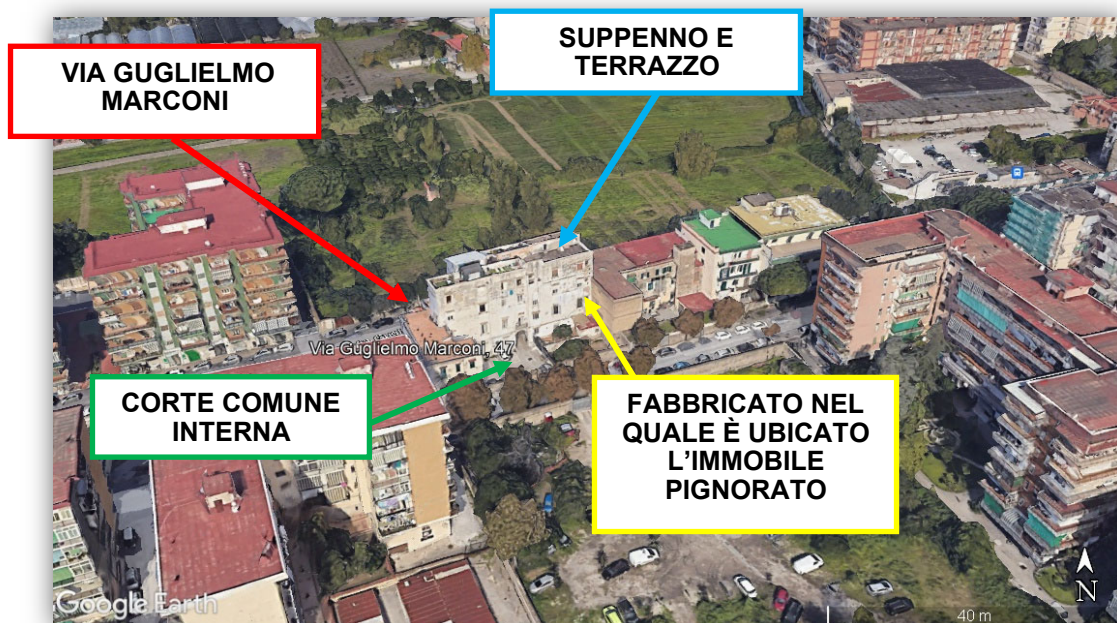 SUPPENNO E
TERRAZZO
VIA GUGLIELMO
MARCONI
Via Guglielmo Marconi, 47
CORTE COMUNE
INTERNA
FABBRICATO NEL
QUALE È UBICATO
L’IMMOBILE
PIGNORATO
Google Earth
N
40 m